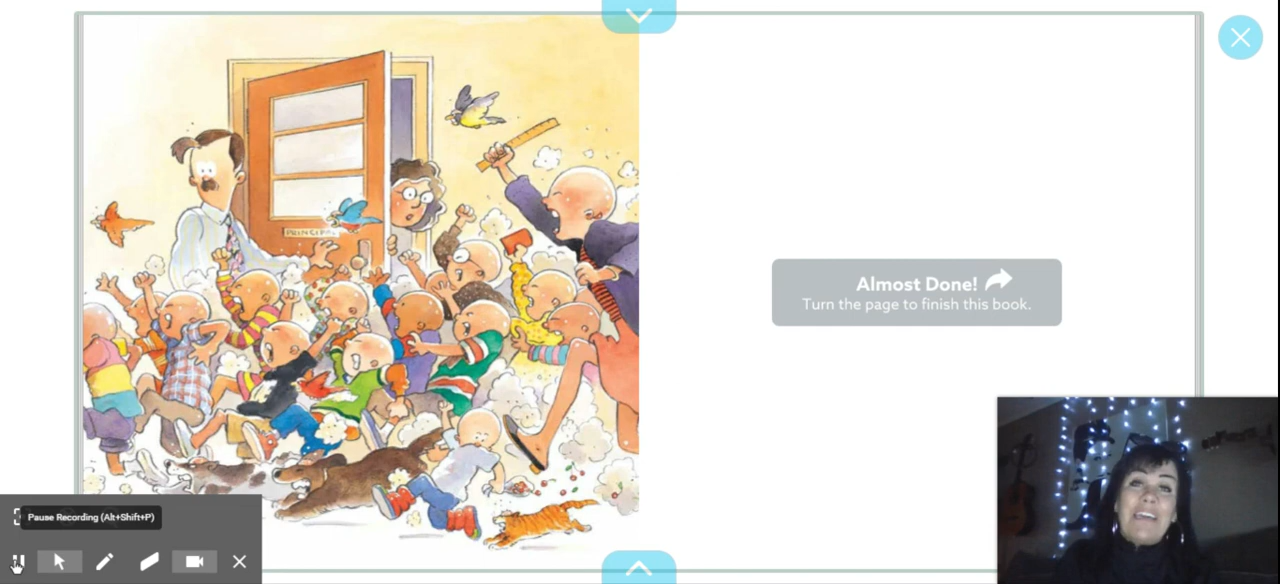 PRINCIPAL
Almost Done!
Turn the page to finish this book.
Pause Recording (Alt+Shift+P)